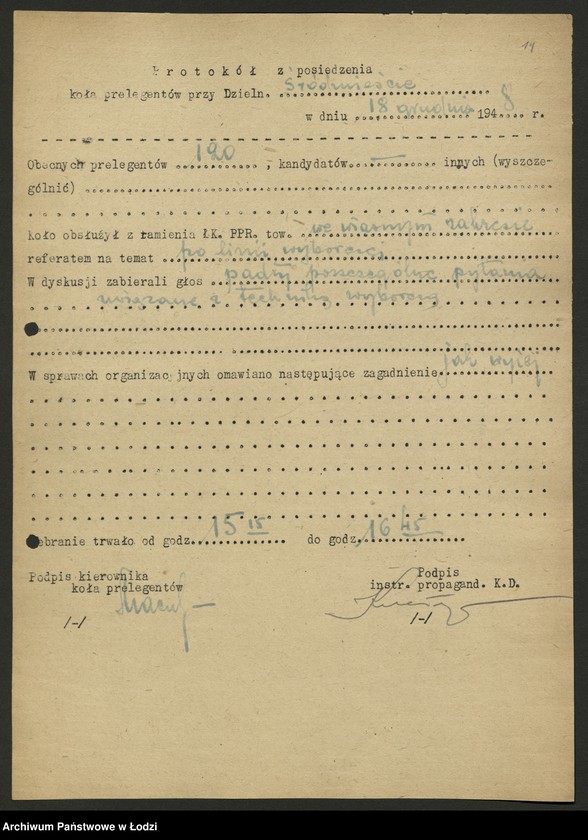 14
Protokół z posiedzenia
koła prelegentów przy Dzieln. Śródmieście
w dniu 18 grudnia 1948 r.
Obecnych prelegentów 120, kandydatów — innych (wyszcze-
gólnić)
Koło obsłużył z ramienia ŁK. PPR. tow. we własnym zakresie
referatem na temat po linii wyborczej
W dyskusji zabierali głos padły poszczególne pytania
związane z techniką wyborczą
W sprawach organizacyjnych omawiano następujące zagadnienie jak wyżej
Zebranie trwało od godz. 15 15 do godz. 16 45
Podpis kierownika
koła prelegentów
Podpis
instr. propagand. K.D.
/-/
/-/
Archiwum Państwowe w Łodzi